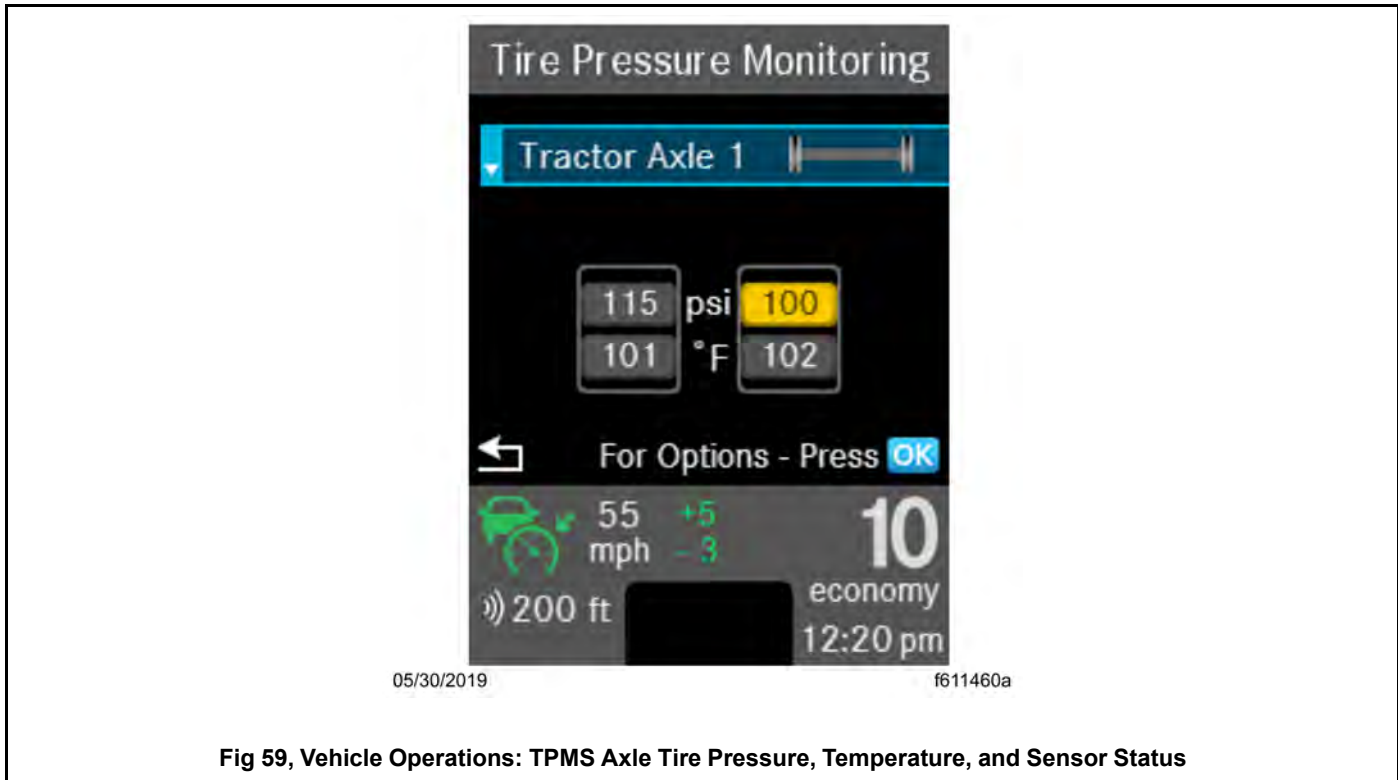 Tire Pressure Monitoring
Tractor Axle 1
115 psi 100
101 °F 102
For Options - Press OK
55 +5 10
mph - 3
economy
200 ft
12:20 pm
05/30/2019 f611460a
Fig 59, Vehicle Operations: TPMS Axle Tire Pressure, Temperature, and Sensor Status